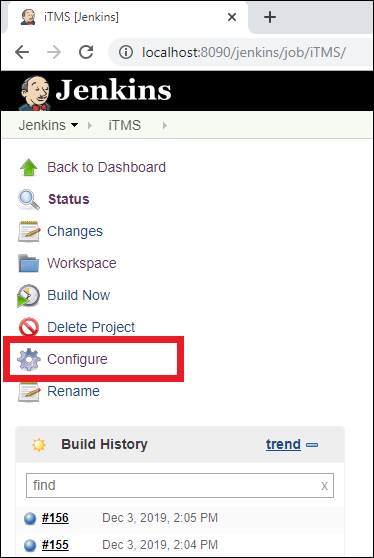 iTMS [Jenkins]
localhost:8090/jenkins/job/iTMS/
Jenkins
Jenkins iTMS
Back to Dashboard
Status
Changes
Workspace
Build Now
Delete Project
Configure
Rename
Build History trend
find x
#156 Dec 3, 2019, 2:05 PM
#155 Dec 3, 2019, 2:04 PM